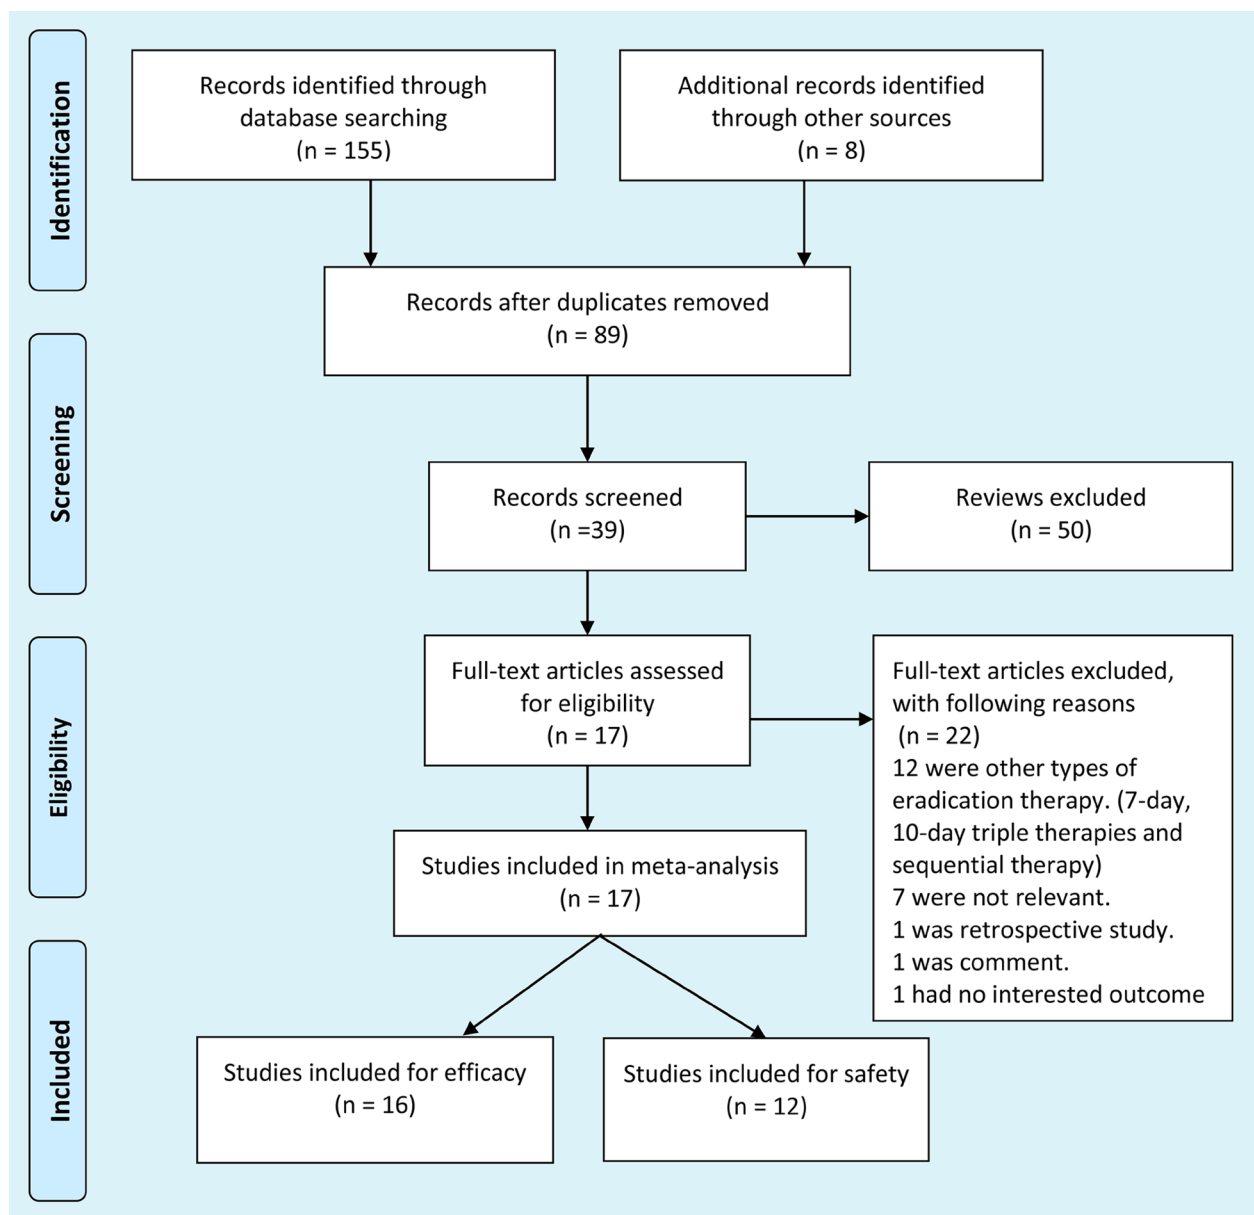 Identification
Records identified through
database searching
(n = 155)
Additional records identified
through other sources
(n = 8)
Records after duplicates removed
(n = 89)
Screening
Records screened
(n =39)
Reviews excluded
(n = 50)
Eligibility
Full-text articles assessed
for eligibility
(n = 17)
Full-text articles excluded,
with following reasons
(n = 22)
12 were other types of
eradication therapy. (7-day,
10-day triple therapies and
sequential therapy)
7 were not relevant.
1 was retrospective study.
1 was comment.
1 had no interested outcome
Studies included in meta-analysis
(n = 17)
Included
Studies included for efficacy
(n = 16)
Studies included for safety
(n = 12)